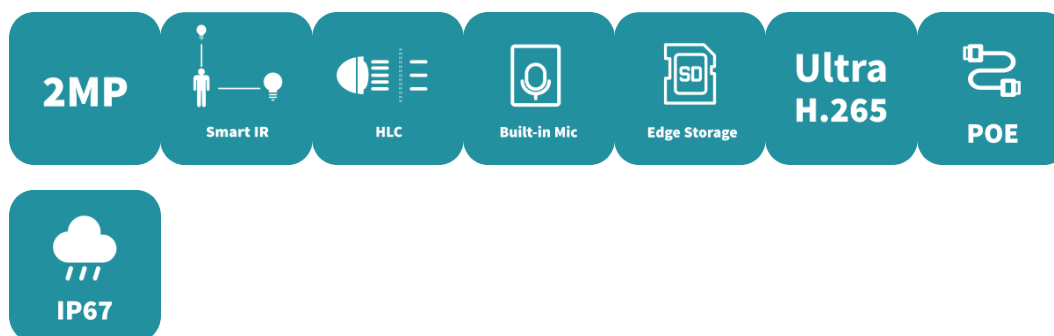 2MP
Smart IR
HLC
Built-in Mic
SD
Edge Storage
Ultra
H.265
POE
IP67